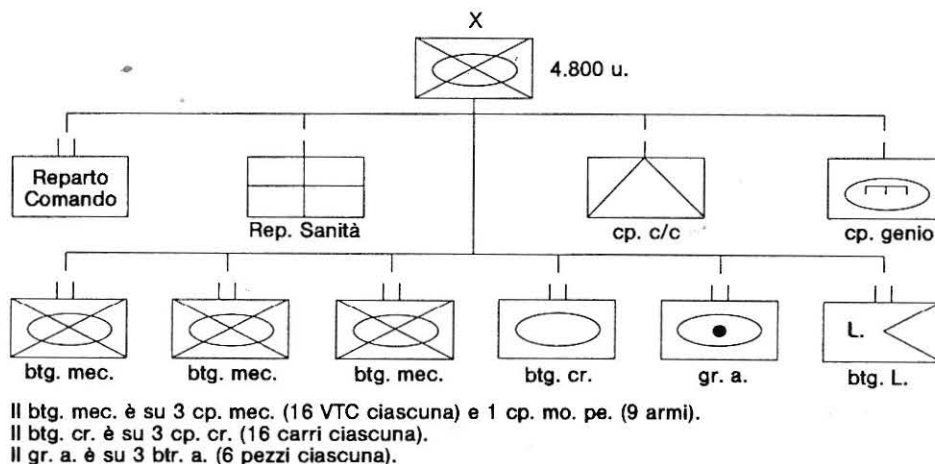 X
4.800 u.
Reparto
Comando
Rep. Sanità
cp. c/c
cp. genio
L.
btg. mec.
btg. mec.
btg. mec.
btg. cr.
gr. a.
btg. L.
Il btg. mec. è su 3 cp. mec. (16 VTC ciascuna) e 1 cp. mo. pe. (9 armi).
Il btg. cr. è su 3 cp. cr. (16 carri ciascuna).
Il gr. a. è su 3 btr. a. (6 pezzi ciascuna).